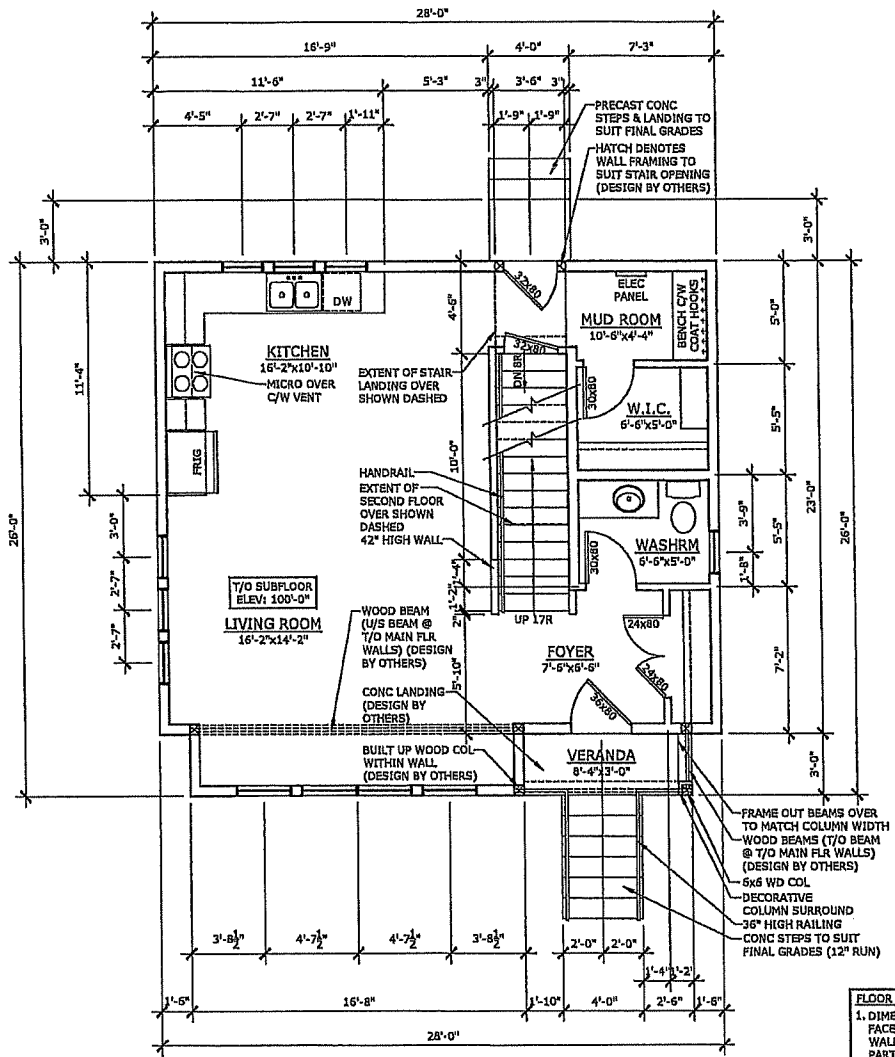 28'-0"
16'-9" 4'-0" 7'-3"
11'-6" 5'-3" 3" 3'-6" 3"
4'-5" 2'-7" 2'-7" 1'-11" 1'-9" 1'-9"
PRECAST CONC
STEPS & LANDING TO
SUIT FINAL GRADES
HATCH DENOTES
WALL FRAMING TO
SUIT STAIR OPENING
(DESIGN BY OTHERS)
3'-0"
3'-0"
26'-0"
11'-4"
3'-0"
2'-7"
2'-7"
DW
KITCHEN
16'-2"x10'-10"
MICRO OVER
C/W VENT
FRIG
4'-6"
10'-0"
1'-4"
1'-2"
2"
5'-10"
32x80
32x80
DN 8R
ELEC
PANEL
MUD ROOM
10'-6"x4'-4"
BENCH C/W
COAT HOOKS
EXTENT OF STAIR
LANDING OVER
SHOWN DASHED
30x80
W.I.C.
6'-6"x5'-0"
HANDRAIL
EXTENT OF
SECOND FLOOR
OVER SHOWN
DASHED
42" HIGH WALL
30x80
WASHRM
6'-6"x5'-0"
5'-0"
5'-5"
3'-9"
1'-8"
5'-5"
7'-2"
23'-0"
26'-0"
3'-0"
T/O SUBFLOOR
ELEV: 100'-0"
LIVING ROOM
16'-2"x14'-2"
WOOD BEAM
(U/S BEAM @
T/O MAIN FLR
WALLS) (DESIGN
BY OTHERS)
UP 17R
24x80
24x80
FOYER
7'-6"x6'-6"
36x80
CONC LANDING
(DESIGN BY
OTHERS)
BUILT UP WOOD COL
WITHIN WALL
(DESIGN BY OTHERS)
VERANDA
8'-4"x3'-0"
FRAME OUT BEAMS OVER
TO MATCH COLUMN WIDTH
WOOD BEAMS (T/O BEAM
@ T/O MAIN FLR WALLS)
(DESIGN BY OTHERS)
6x6 WD COL
DECORATIVE
COLUMN SURROUND
36" HIGH RAILING
CONC STEPS TO SUIT
FINAL GRADES (12" RUN)
3'-8½" 4'-7½" 4'-7½" 3'-8½" 2'-0" 2'-0"
1'-4" 1'-2"
1'-6" 16'-8" 1'-10" 4'-0" 2'-6" 1'-6"
28'-0"
FLOOR
1. DIME
FACE
WALL
PART